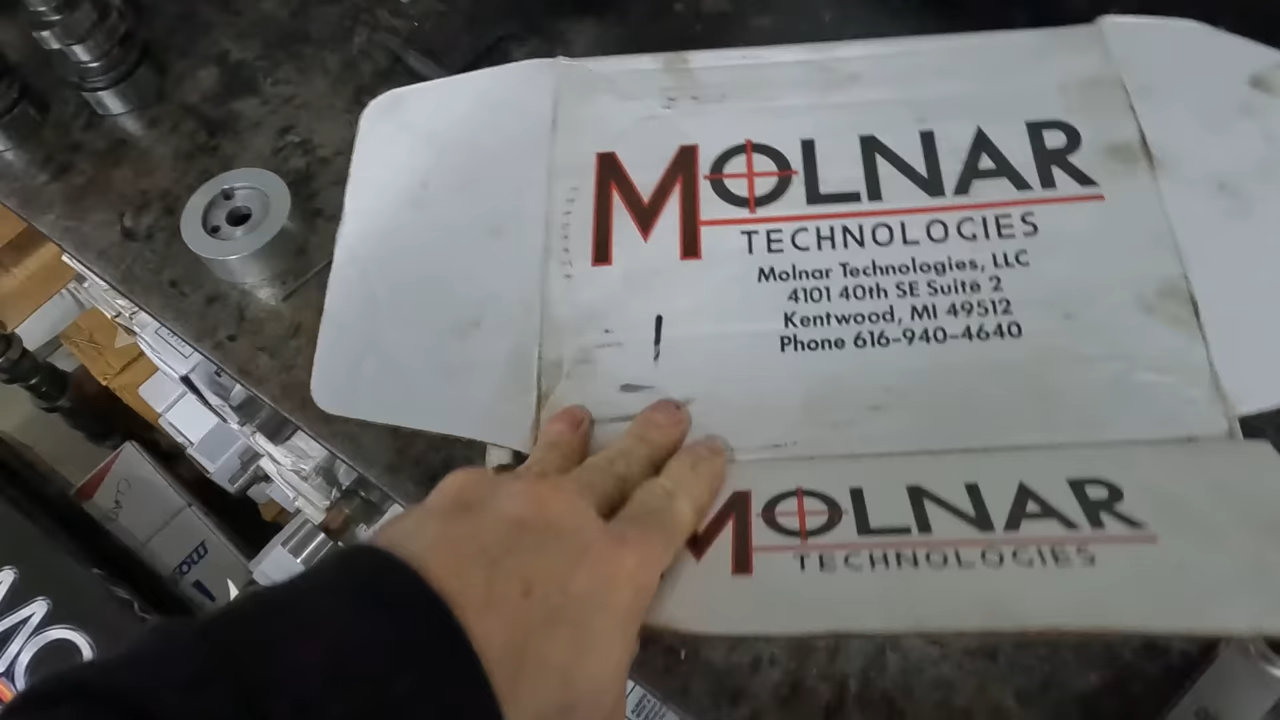 MOLNAR
TECHNOLOGIES
Molnar Technologies, LLC
4101 40th SE Suite 2
Kentwood, MI 49512
Phone 616-940-4640
MOLNAR
TECHNOLOGIES